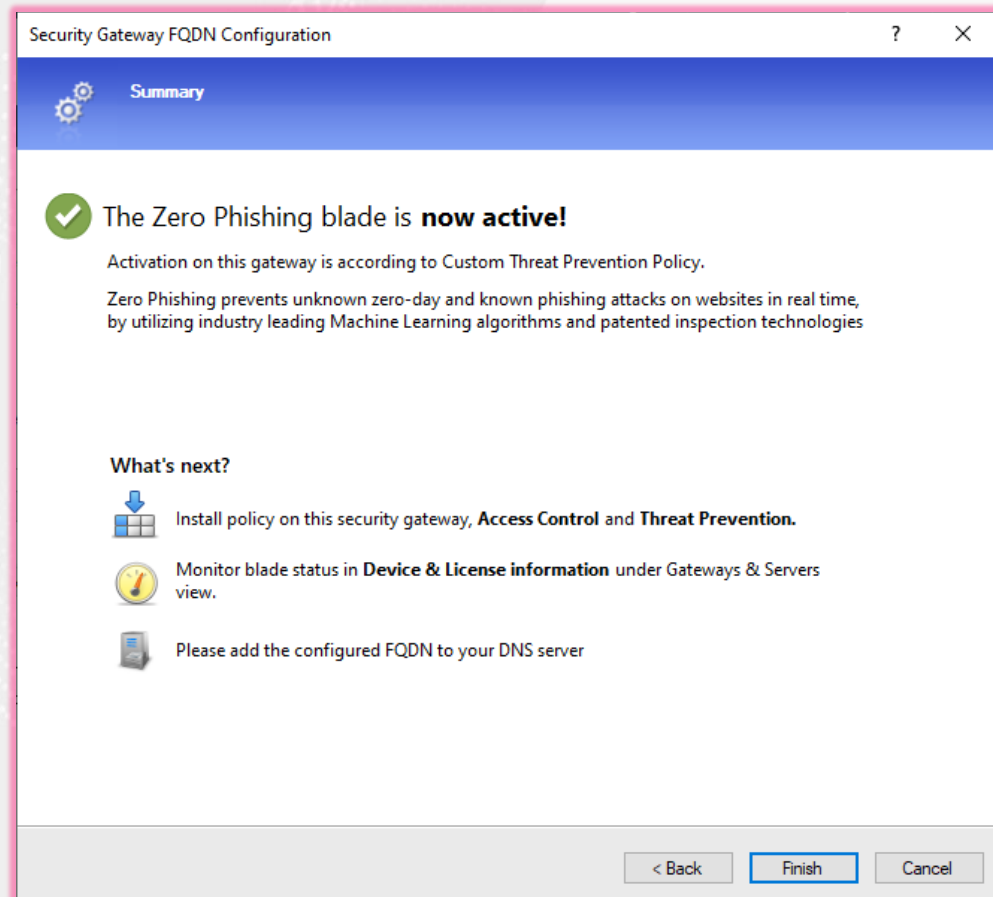 Security Gateway FQDN Configuration ?
Summary
The Zero Phishing blade is now active!
Activation on this gateway is according to Custom Threat Prevention Policy.
Zero Phishing prevents unknown zero-day and known phishing attacks on websites in real time,
by utilizing industry leading Machine Learning algorithms and patented inspection technologies
What's next?
Install policy on this security gateway, Access Control and Threat Prevention.
Monitor blade status in Device & License information under Gateways & Servers
view.
Please add the configured FQDN to your DNS server
< Back Finish Cancel